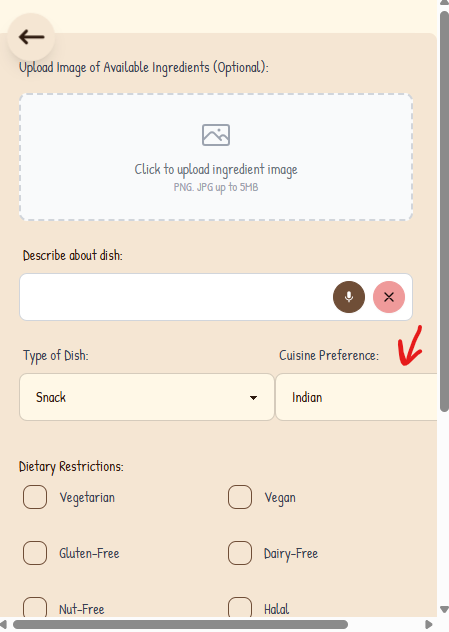 Upload Image of Available Ingredients (Optional):
Click to upload ingredient image
PNG, JPG up to 5MB
Describe about dish:
Type of Dish: Cuisine Preference:
Snack Indian
Dietary Restrictions:
Vegetarian Vegan
Gluten-Free Dairy-Free
Nut-Free Halal